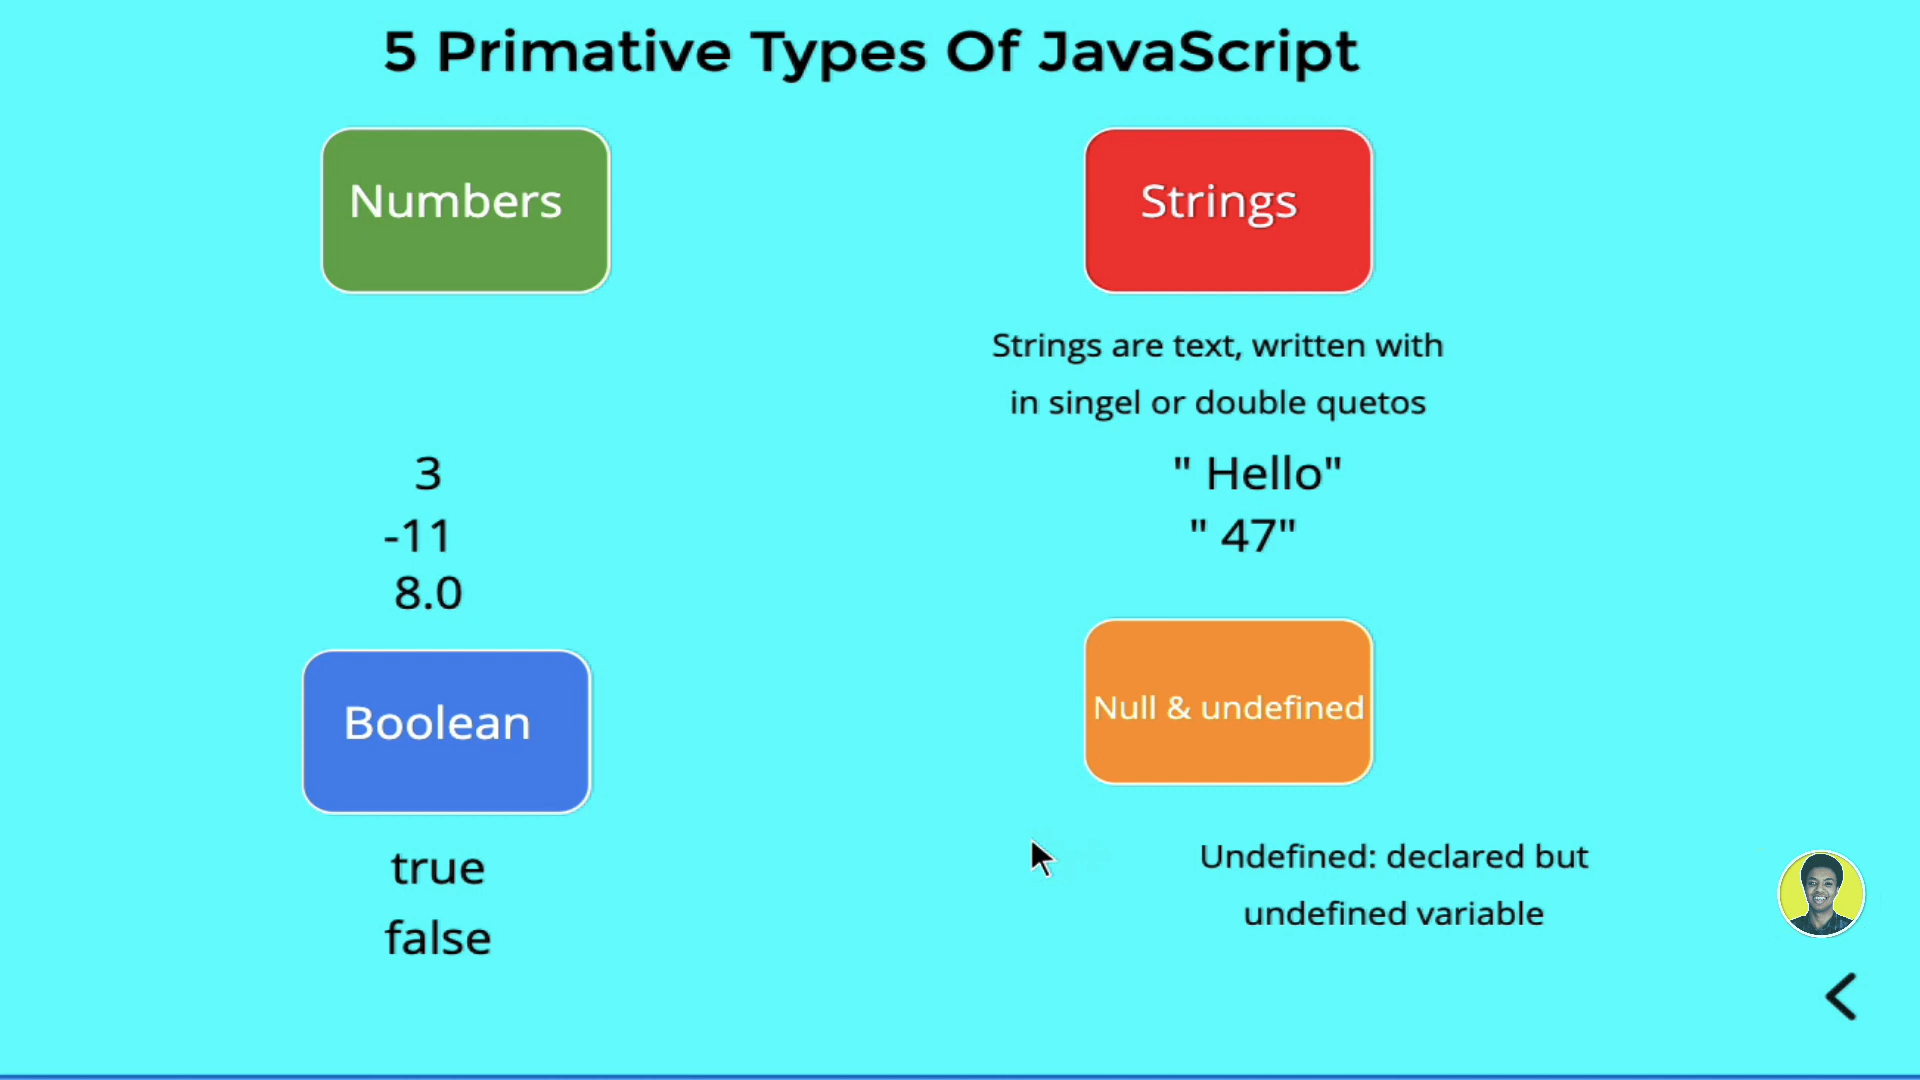 5 Primative Types Of JavaScript
Numbers
3
-11
8.0
Strings
Strings are text, written with
in singel or double quetos
" Hello"
" 47"
Boolean
true
false
Null & undefined
Undefined: declared but
undefined variable